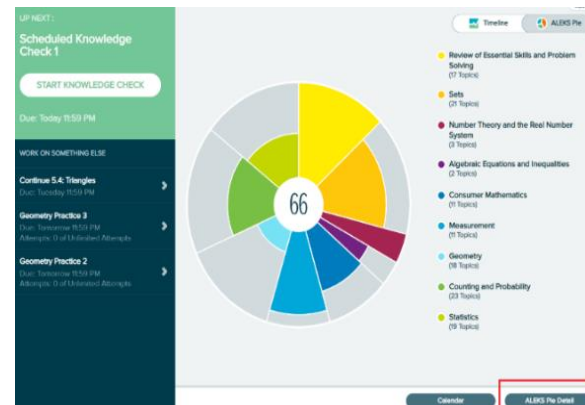 UP NEXT:
Scheduled Knowledge
Check 1
START KNOWLEDGE CHECK
Due: Today 11:59 PM
WORK ON SOMETHING ELSE
Continue 5.4: Triangles
Due: Tuesday 11:59 PM
Geometry Practice 3
Due: Tomorrow 11:59 PM
Attempts: 0 of Unlimited Attempts
Geometry Practice 2
Due: Tomorrow 11:59 PM
Attempts: 0 of Unlimited Attempts
66
Timeline
ALEKS Pie
Review of Essential Skills and Problem
Solving
(17 Topics)
Sets
(21 Topics)
Number Theory and the Real Number
System
(3 Topics)
Algebraic Equations and Inequalities
(2 Topics)
Consumer Mathematics
(11 Topics)
Measurement
(11 Topics)
Geometry
(18 Topics)
Counting and Probability
(23 Topics)
Statistics
(19 Topics)
Calendar
ALEKS Pie Detail